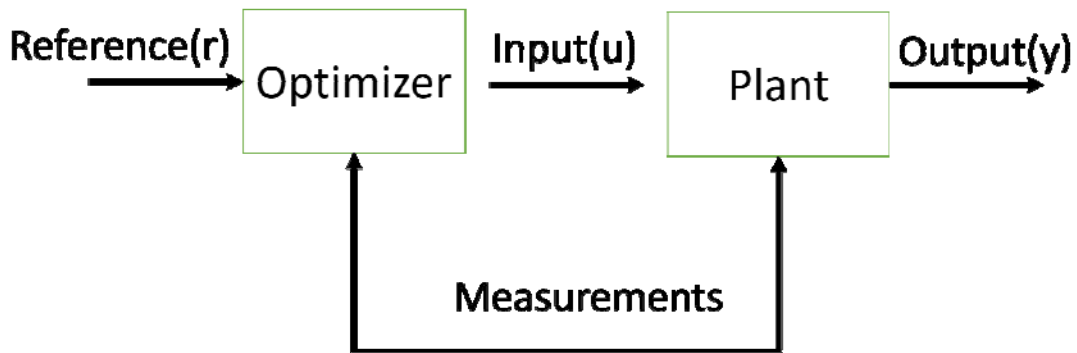 Reference(r)
Optimizer
Input(u)
Plant
Output(y)
Measurements